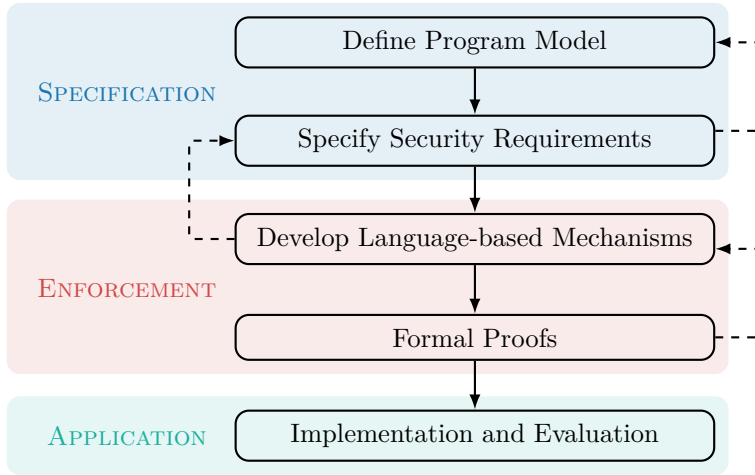 Define Program Model
SPECIFICATION
Specify Security Requirements
Develop Language-based Mechanisms
ENFORCEMENT
Formal Proofs
APPLICATION
Implementation and Evaluation